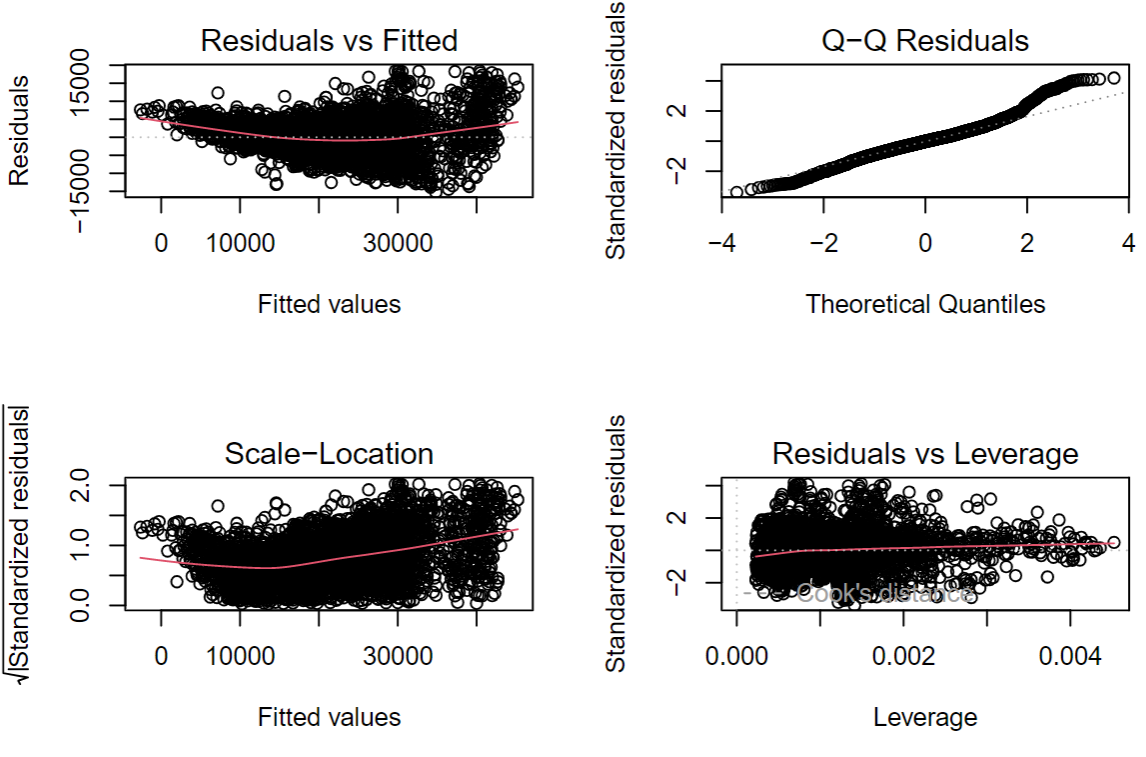 Residuals vs Fitted
Residuals
−15000 15000
0 10000 30000
Fitted values
Q−Q Residuals
Standardized residuals
−2 2
−4 −2 0 2 4
Theoretical Quantiles
Scale−Location
√|Standardized residuals|
0.0 1.0 2.0
0 10000 30000
Fitted values
Residuals vs Leverage
Standardized residuals
−2 2
Cook's distance
0.000 0.002 0.004
Leverage